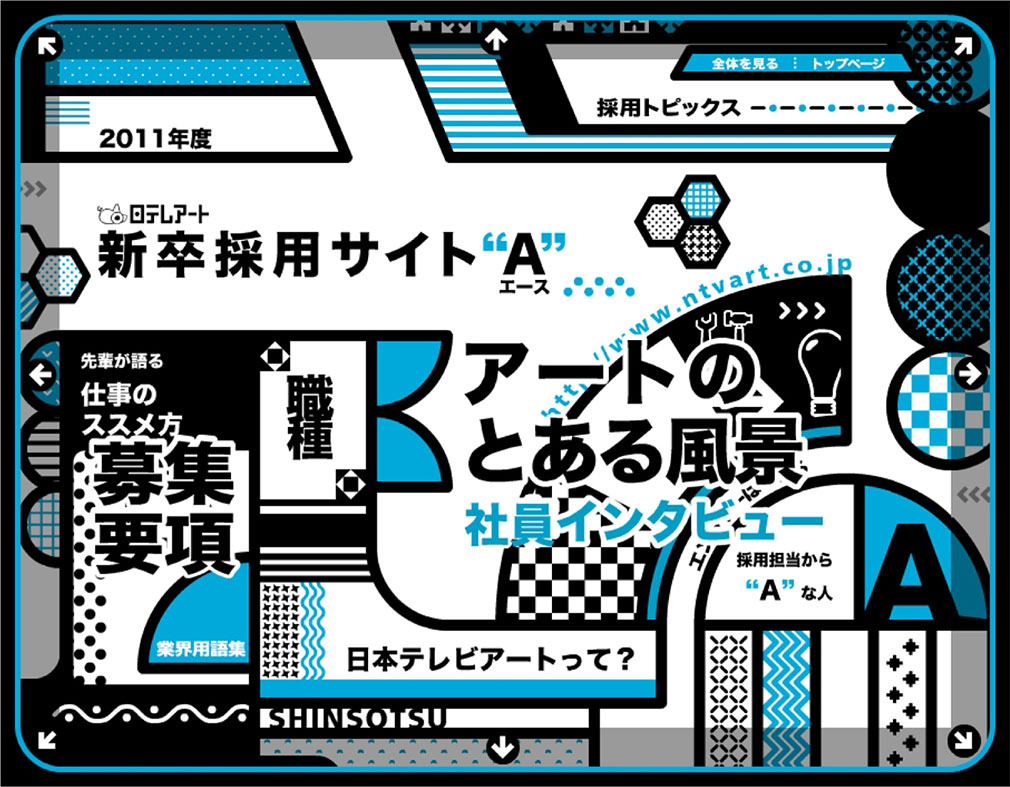 全体を見る ⋮ トップページ
採用トピックス
2011年度
日テレアート
新卒採用サイト“A”
エース
http://www.ntvart.co.jp
先輩が語る
仕事の
ススメ方
募集
要項
職種
アートの
とある風景
社員インタビュー
採用担当から
“A”な人
A
業界用語集
日本テレビアートって？
SHINSOTSU